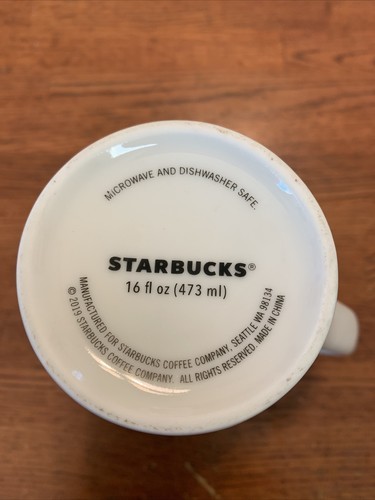 MICROWAVE AND DISHWASHER SAFE.
STARBUCKS®
16 fl oz (473 ml)
MANUFACTURED FOR STARBUCKS COFFEE COMPANY, SEATTLE WA 98134
© 2019 STARBUCKS COFFEE COMPANY. ALL RIGHTS RESERVED. MADE IN CHINA